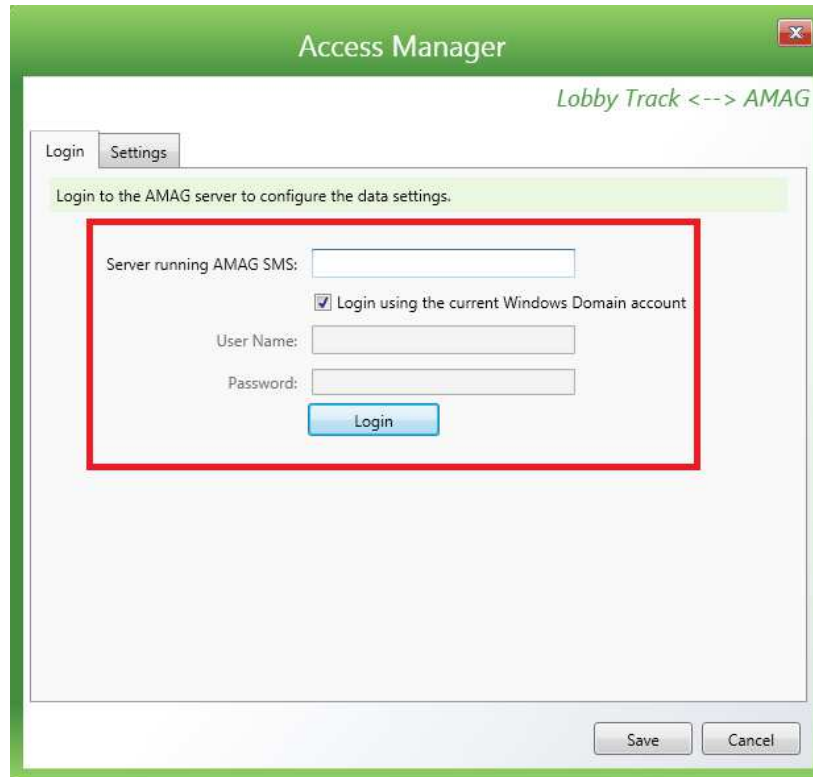 Access Manager
Lobby Track <--> AMAG
Login Settings
Login to the AMAG server to configure the data settings.
Server running AMAG SMS:
Login using the current Windows Domain account
User Name:
Password:
Login
Save Cancel